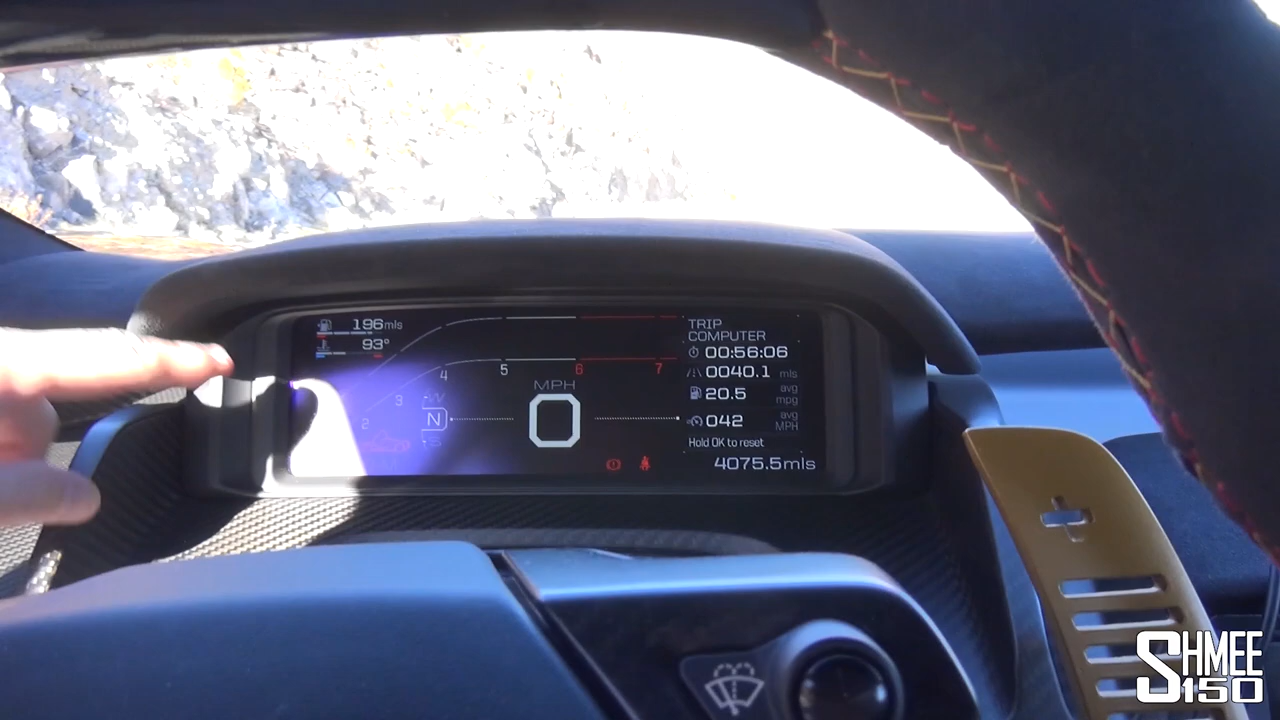 196mls
93°
TRIP
COMPUTER
00:56:06
0040.1 mls
20.5 avg mpg
042 avg MPH
Hold OK to reset
4075.5mls
2 3 4 5 6 7
MPH
0
W
N
S
+
SHMEE
150